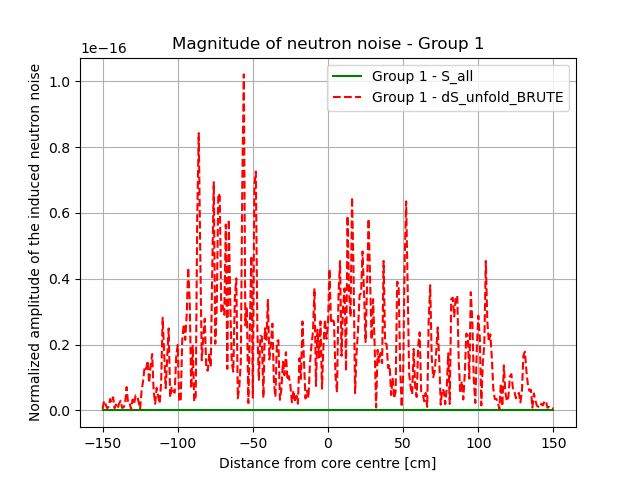 Magnitude of neutron noise - Group 1
1e−16
Group 1 - S_all
Group 1 - dS_unfold_BRUTE
Normalized amplitude of the induced neutron noise
1.0
0.8
0.6
0.4
0.2
0.0
−150 −100 −50 0 50 100 150
Distance from core centre [cm]